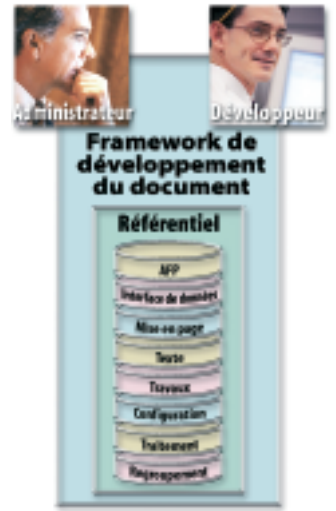 Administrateur
Développeur
Framework de
développement
du document
Référentiel
AFP
Interface de données
Mise en page
Texte
Travaux
Configuration
Traitement
Regroupement